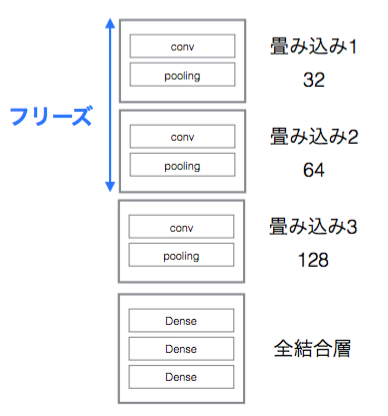 conv
pooling
畳み込み1
32
フリーズ
conv
pooling
畳み込み2
64
conv
pooling
畳み込み3
128
Dense
Dense
Dense
全結合層